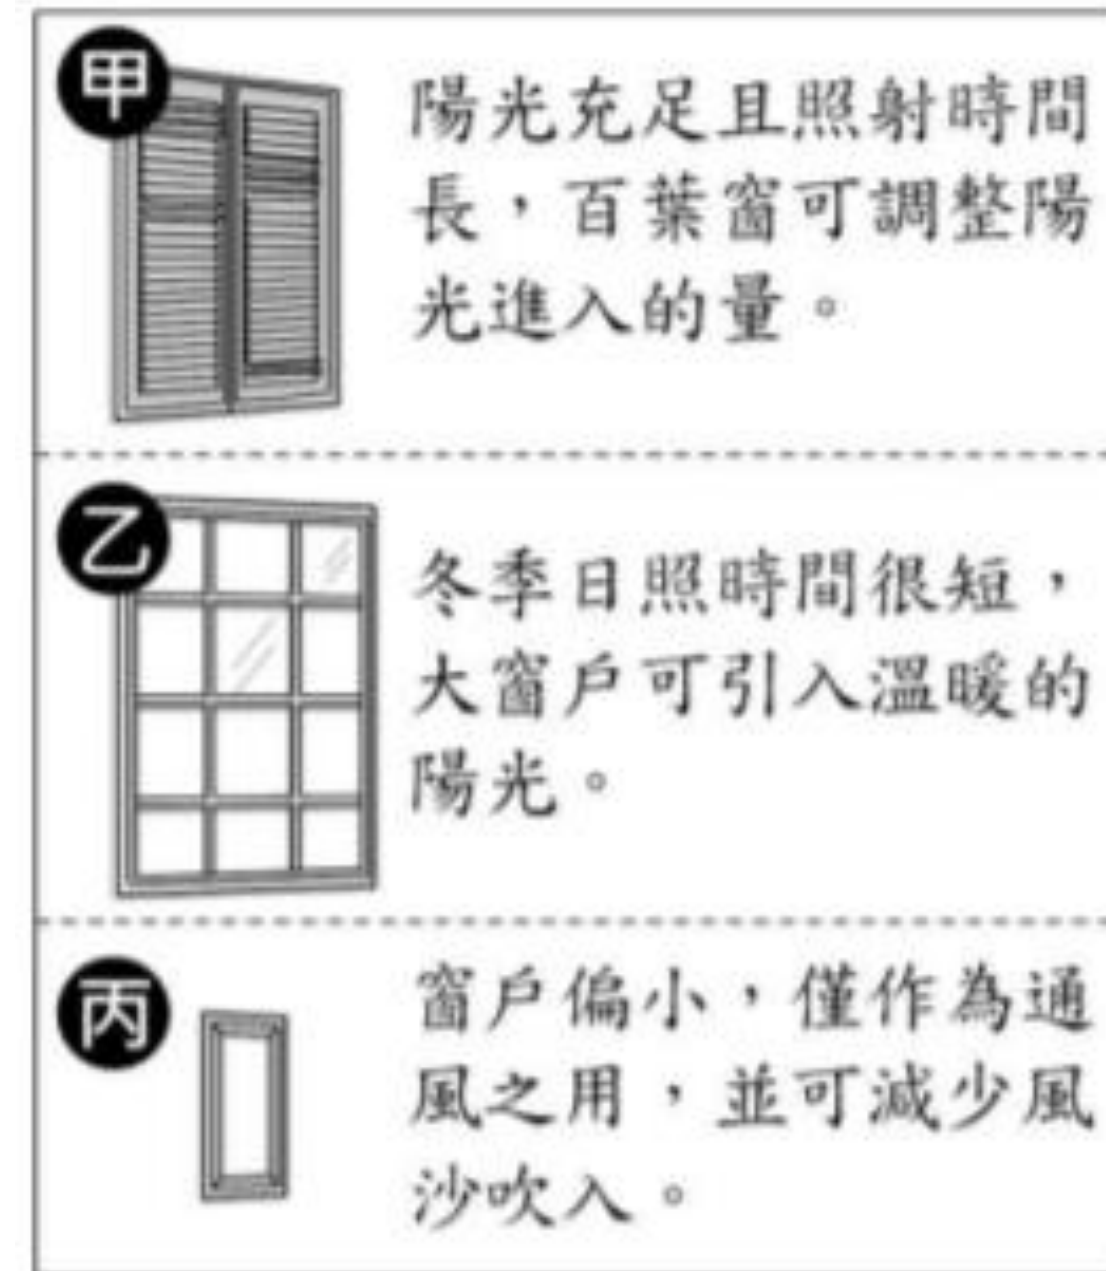 甲
陽光充足且照射時間
長，百葉窗可調整陽
光進入的量。
乙
冬季日照時間很短，
大窗戶可引入溫暖的
陽光。
丙
窗戶偏小，僅作為通
風之用，並可減少風
沙吹入。